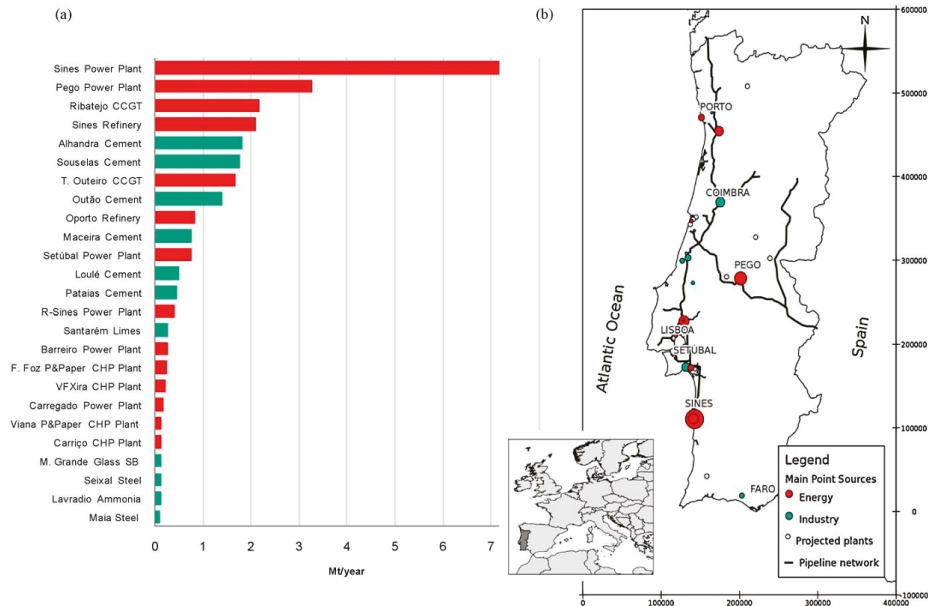 (a)
Sines Power Plant
Pego Power Plant
Ribatejo CCGT
Sines Refinery
Alhandra Cement
Souselas Cement
T. Outeiro CCGT
Outão Cement
Oporto Refinery
Maceira Cement
Setúbal Power Plant
Loulé Cement
Pataias Cement
R-Sines Power Plant
Santarém Limes
Barreiro Power Plant
F. Foz P&Paper CHP Plant
VFXira CHP Plant
Carregado Power Plant
Viana P&Paper CHP Plant
Carriço CHP Plant
M. Grande Glass SB
Seixal Steel
Lavradio Ammonia
Maia Steel
0 1 2 3 4 5 6 7
Mt/year
(b)
N
PORTO
COIMBRA
PEGO
LISBOA
SETÚBAL
SINES
FARO
Atlantic Ocean
Spain
Legend
Main Point Sources
Energy
Industry
Projected plants
Pipeline network
600000
500000
400000
300000
200000
100000
0
-100000
0 100000 200000 300000 400000